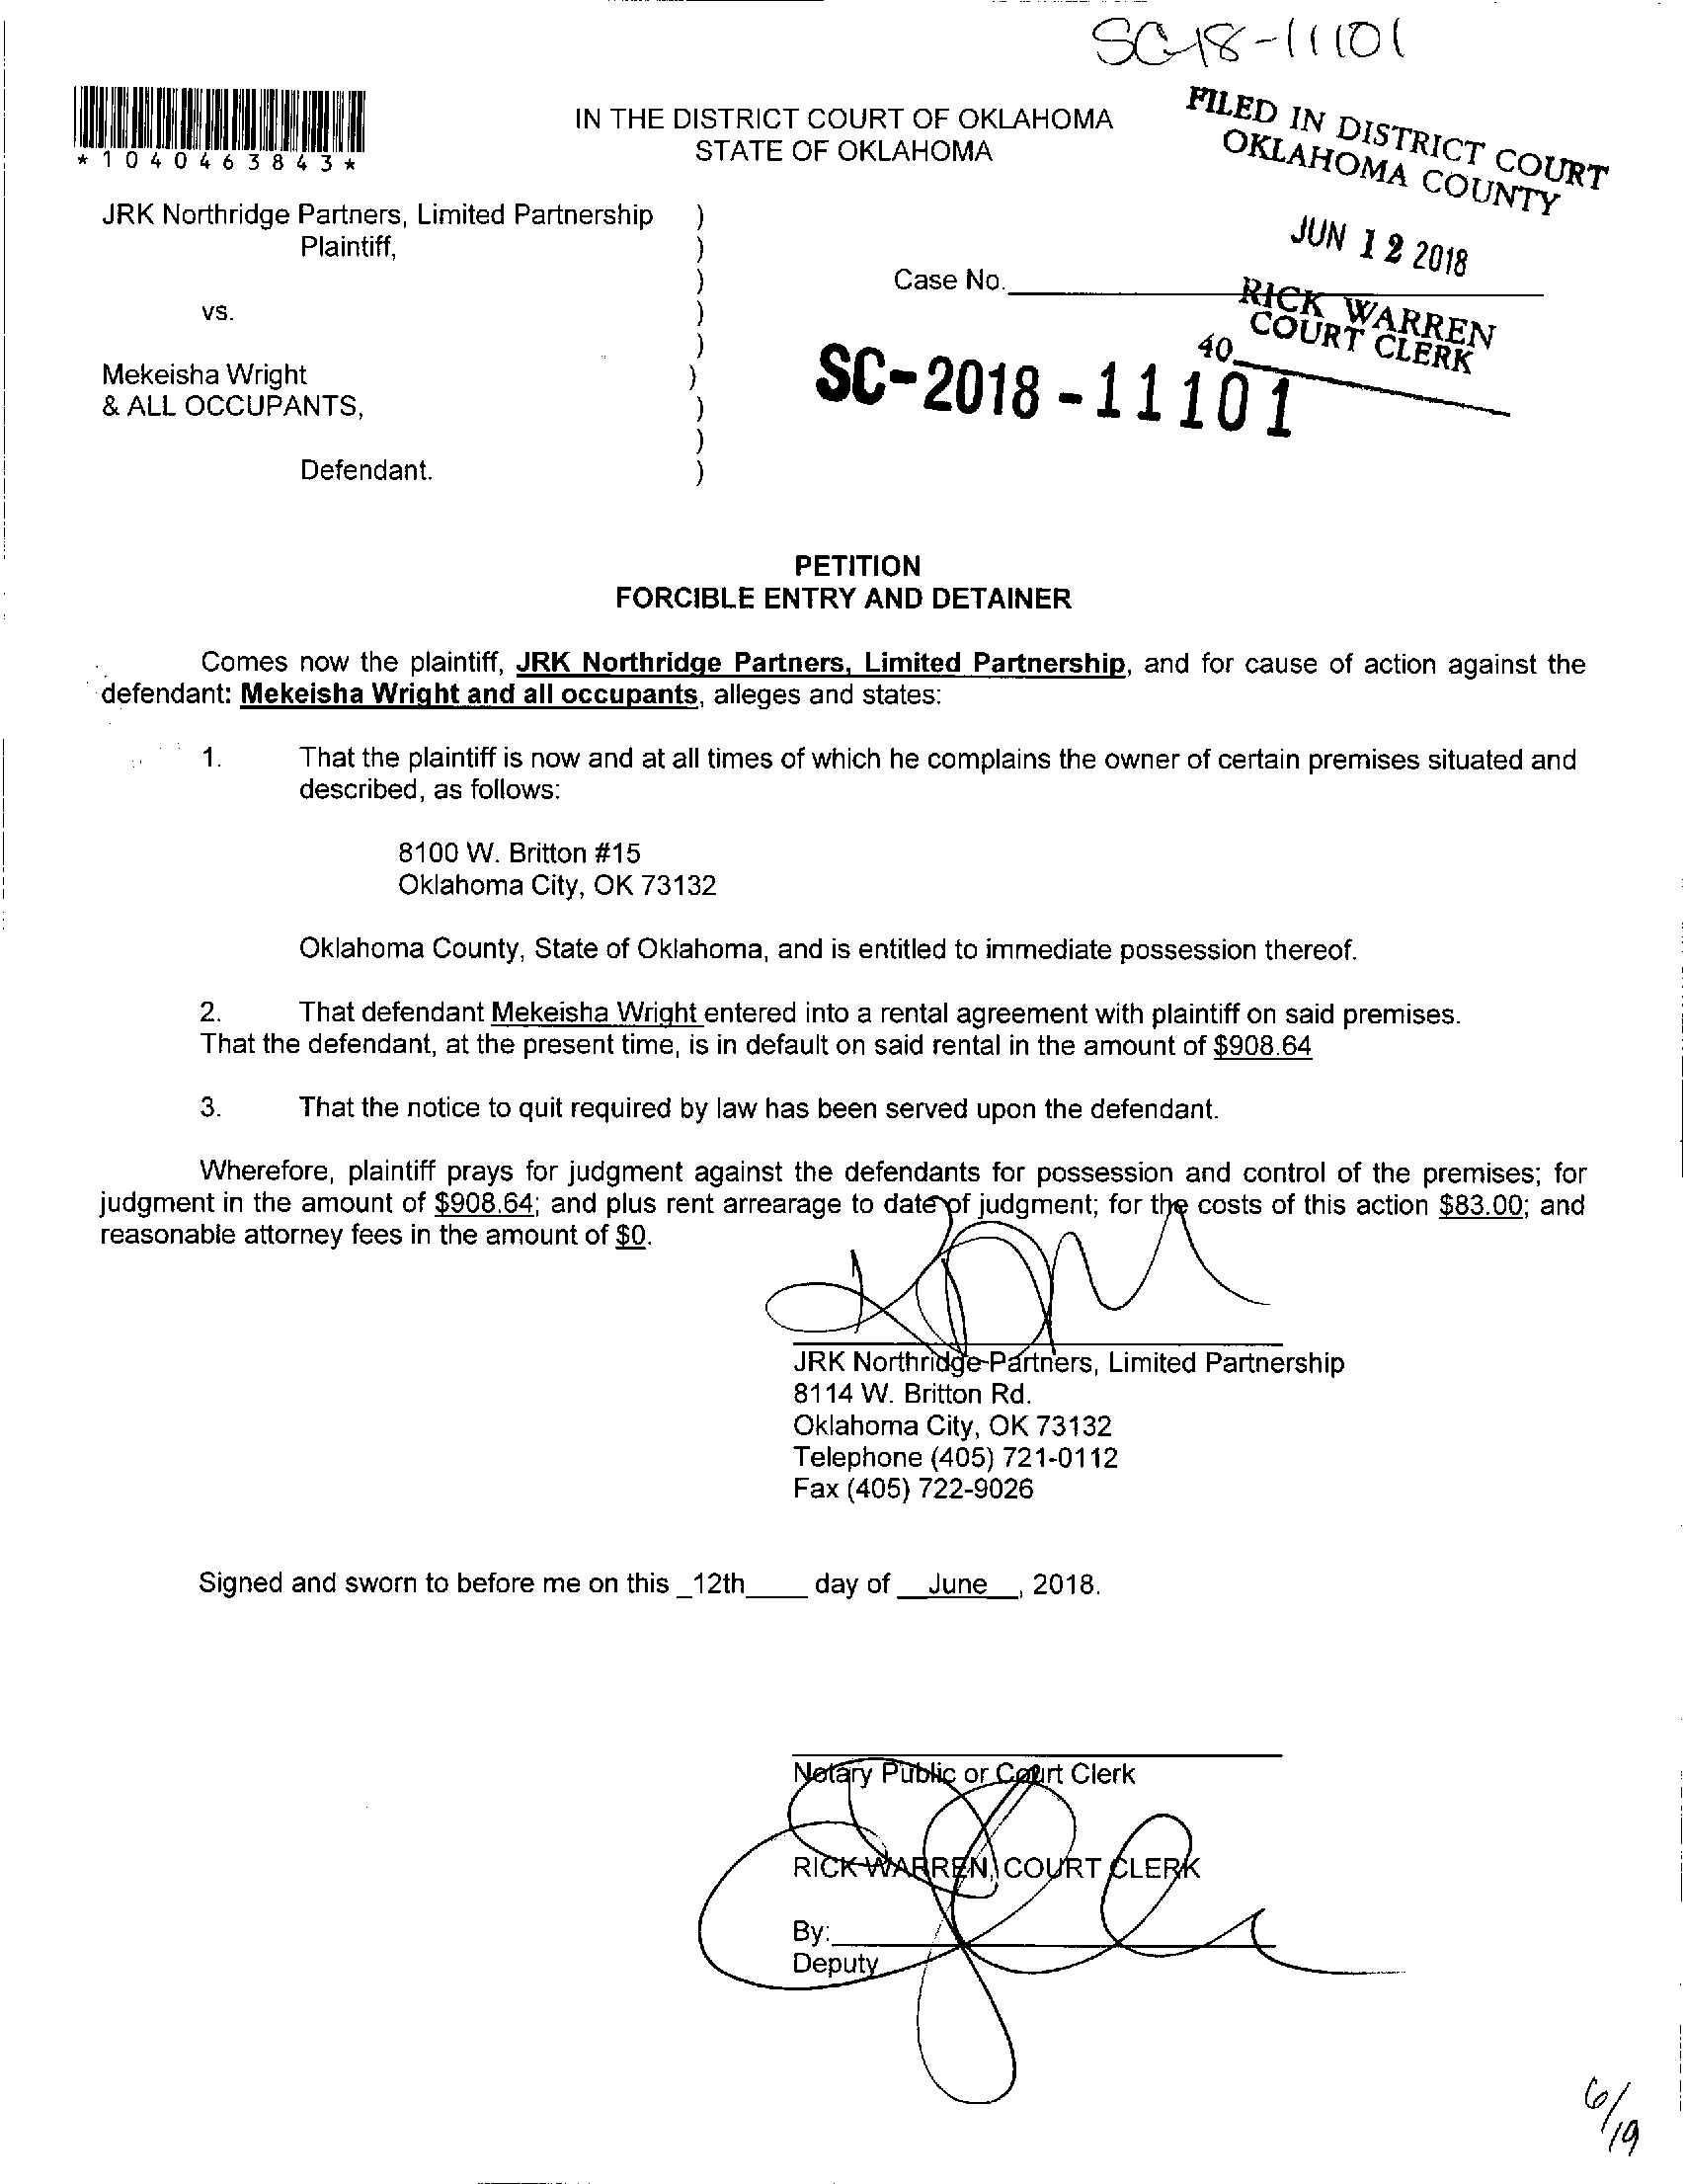 SC-18-11101
*1040463843*
IN THE DISTRICT COURT OF OKLAHOMA
STATE OF OKLAHOMA
FILED IN DISTRICT COURT
OKLAHOMA COUNTY
JUN 12 2018
RICK WARREN
COURT CLERK
40
JRK Northridge Partners, Limited Partnership )
Plaintiff, )
) Case No.
vs. )
)
Mekeisha Wright )
& ALL OCCUPANTS, )
)
Defendant. )
SC-2018-11101
PETITION
FORCIBLE ENTRY AND DETAINER
Comes now the plaintiff, JRK Northridge Partners, Limited Partnership, and for cause of action against the
defendant: Mekeisha Wright and all occupants, alleges and states:
1. That the plaintiff is now and at all times of which he complains the owner of certain premises situated and
described, as follows:
8100 W. Britton #15
Oklahoma City, OK 73132
Oklahoma County, State of Oklahoma, and is entitled to immediate possession thereof.
2. That defendant Mekeisha Wright entered into a rental agreement with plaintiff on said premises.
That the defendant, at the present time, is in default on said rental in the amount of $908.64
3. That the notice to quit required by law has been served upon the defendant.
Wherefore, plaintiff prays for judgment against the defendants for possession and control of the premises; for
judgment in the amount of $908.64; and plus rent arrearage to date of judgment; for the costs of this action $83.00; and
reasonable attorney fees in the amount of $0.
JRK Northridge Partners, Limited Partnership
8114 W. Britton Rd.
Oklahoma City, OK 73132
Telephone (405) 721-0112
Fax (405) 722-9026
Signed and sworn to before me on this _12th____ day of __June__, 2018.
Notary Public or Court Clerk
RICK WARREN, COURT CLERK
By:
Deputy
6/19